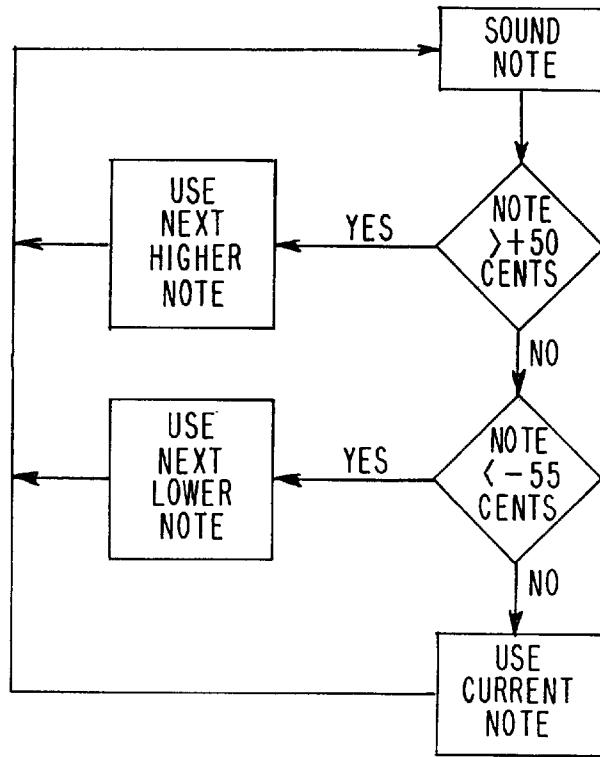 SOUND
NOTE
NOTE
>+50
CENTS
YES
USE
NEXT
HIGHER
NOTE
NO
NOTE
<-55
CENTS
YES
USE
NEXT
LOWER
NOTE
NO
USE
CURRENT
NOTE